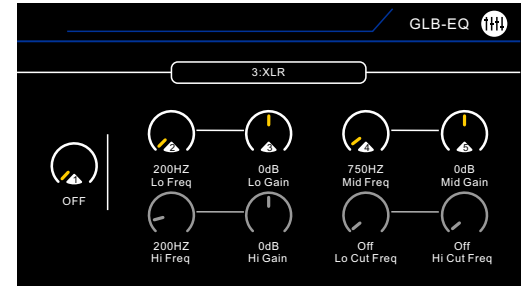 GLB-EQ
3:XLR
1
OFF
2
3
4
5
200HZ
0dB
750HZ
0dB
Lo Freq
Lo Gain
Mid Freq
Mid Gain
200HZ
0dB
Off
Off
Hi Freq
Hi Gain
Lo Cut Freq
Hi Cut Freq